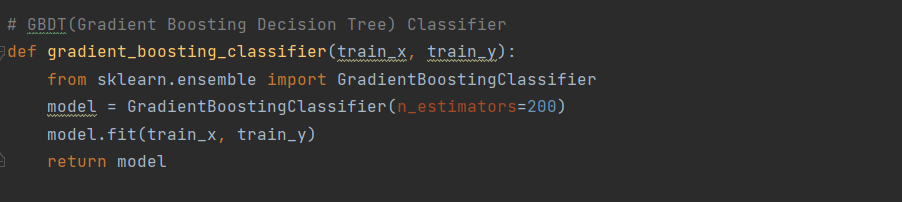 # GBDT(Gradient Boosting Decision Tree) Classifier
def gradient_boosting_classifier(train_x, train_y):
    from sklearn.ensemble import GradientBoostingClassifier
    model = GradientBoostingClassifier(n_estimators=200)
    model.fit(train_x, train_y)
    return model